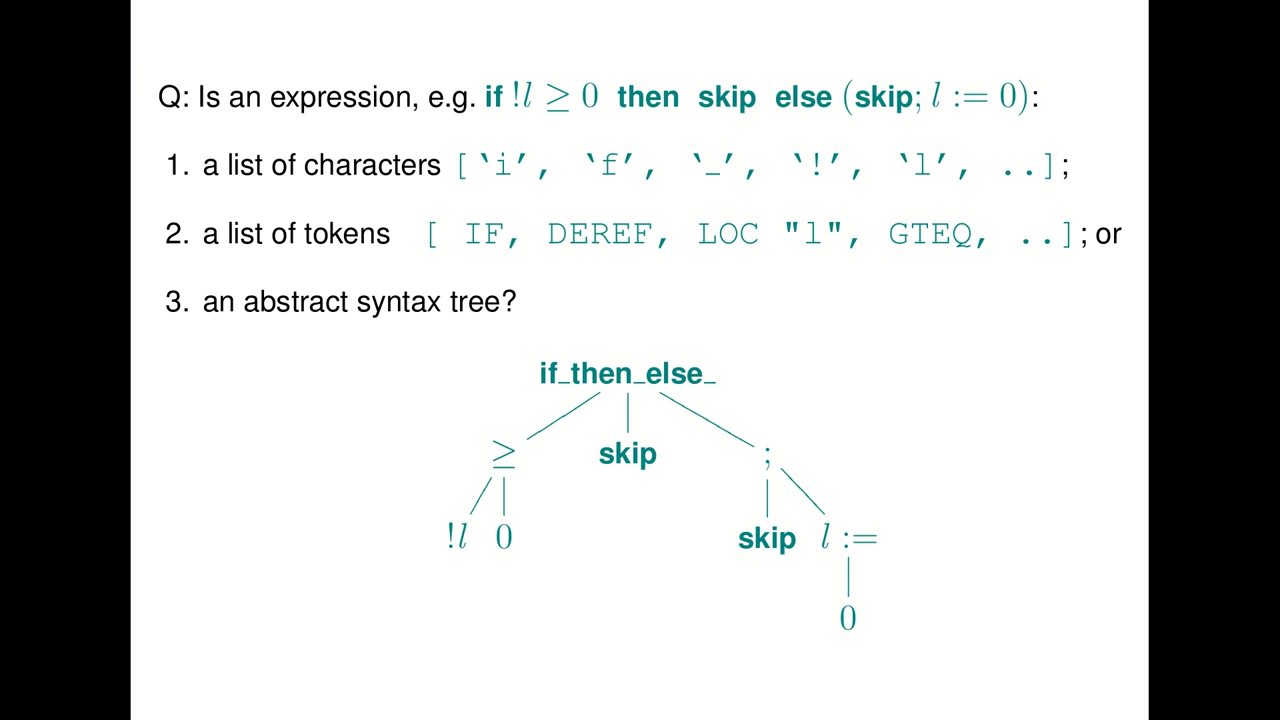 Q: Is an expression, e.g. if !l ≥ 0 then skip else (skip; l := 0):
1. a list of characters [‘i’, ‘f’, ‘_’, ‘!’, ‘l’, ..];
2. a list of tokens [ IF, DEREF, LOC "l", GTEQ, ..]; or
3. an abstract syntax tree?
if_then_else_
≥ skip ;
!l 0 skip l :=
0